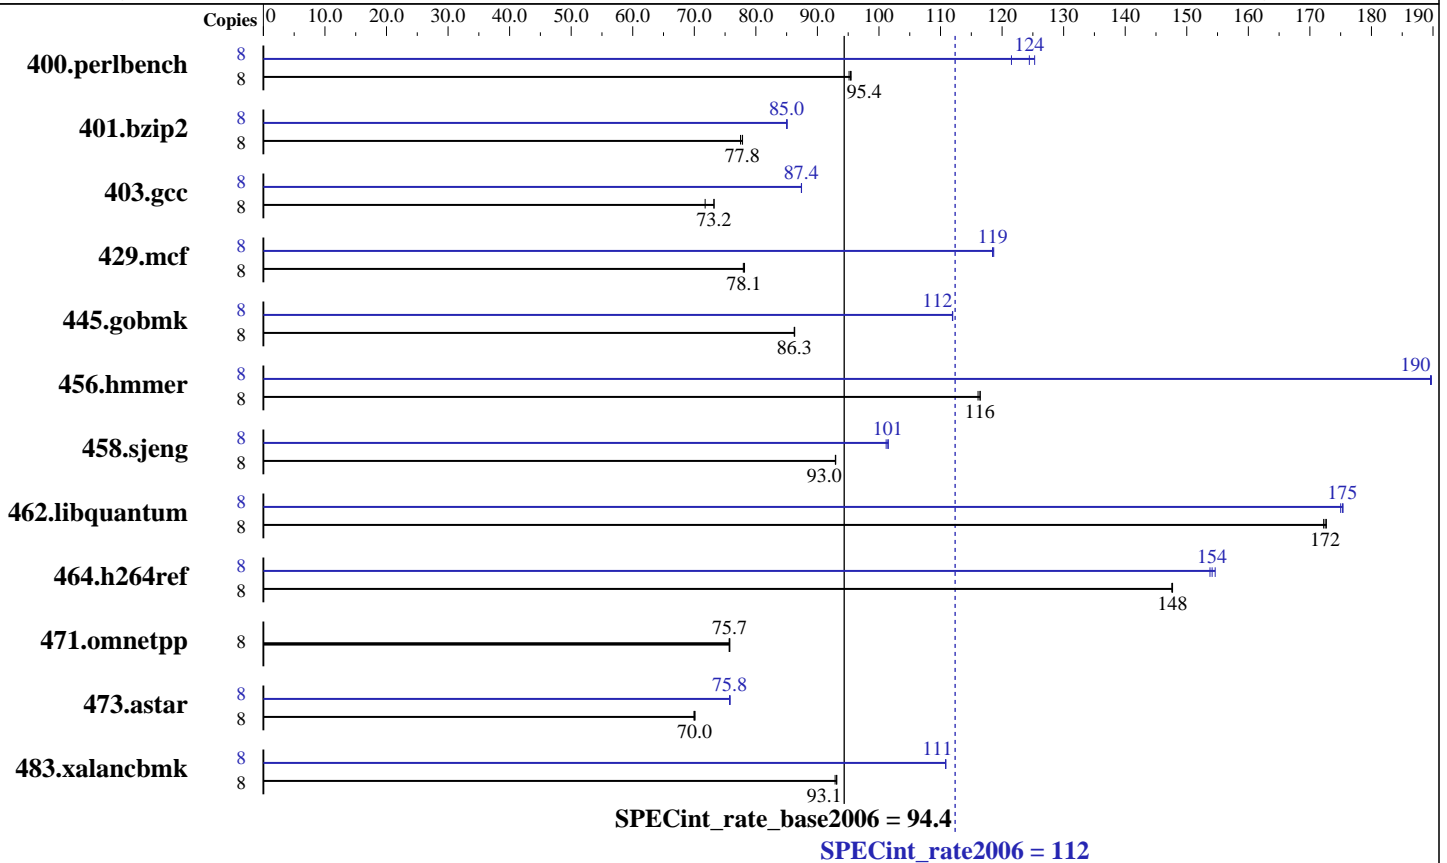 Copies 0 10.0 20.0 30.0 40.0 50.0 60.0 70.0 80.0 90.0 100 110 120 130 140 150 160 170 180 190
400.perlbench
8 124
8 95.4
401.bzip2
8 85.0
8 77.8
403.gcc
8 87.4
8 73.2
429.mcf
8 119
8 78.1
445.gobmk
8 112
8 86.3
456.hmmer
8 190
8 116
458.sjeng
8 101
8 93.0
462.libquantum
8 175
8 172
464.h264ref
8 154
8 148
471.omnetpp
8 75.7
473.astar
8 75.8
8 70.0
483.xalancbmk
8 111
8 93.1
SPECint_rate_base2006 = 94.4
SPECint_rate2006 = 112